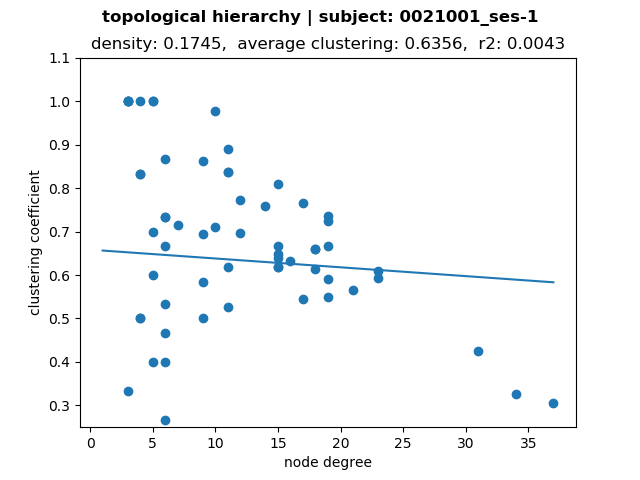 topological hierarchy | subject: 0021001_ses-1
density: 0.1745,  average clustering: 0.6356,  r2: 0.0043
1.1
1.0
0.9
0.8
0.7
0.6
0.5
0.4
0.3
clustering coefficient
0 5 10 15 20 25 30 35
node degree